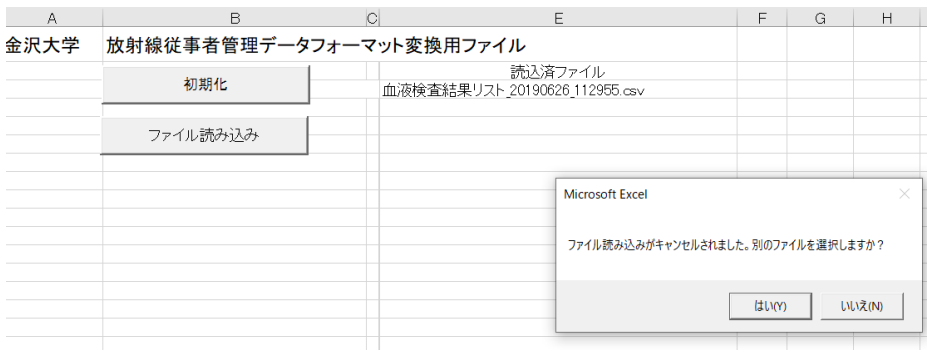 A B C E F G H
金沢大学 放射線従事者管理データフォーマット変換用ファイル
初期化
読込済ファイル
血液検査結果リスト_20190626_112955.csv
ファイル読み込み
Microsoft Excel
ファイル読み込みがキャンセルされました。別のファイルを選択しますか？
はい(Y) いいえ(N)